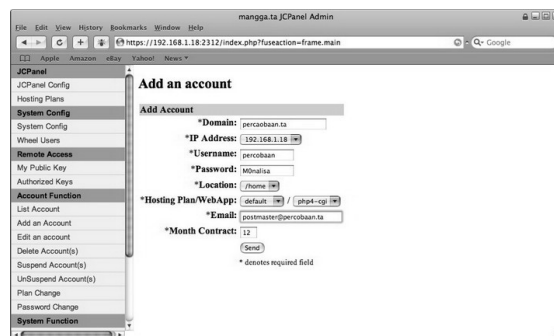 mangga.ta JCPanel Admin
File Edit View History Bookmarks Window Help
https://192.168.1.18:2312/index.php?fuseaction=frame.main
Q- Google
Apple Amazon eBay Yahoo! News
JCPanel
JCPanel Config
Hosting Plans
System Config
System Config
Wheel Users
Remote Access
My Public Key
Authorized Keys
Account Function
List Account
Add an Account
Edit an account
Delete Account(s)
Suspend Account(s)
UnSuspend Account(s)
Plan Change
Password Change
System Function
Add an account
Add Account
*Domain: percaobaan.ta
*IP Address: 192.168.1.18
*Username: percobaan
*Password: M0nalisa
*Location: /home
*Hosting Plan/WebApp: default / php4-cgi
*Email: postmaster@percobaan.ta
*Month Contract: 12
Send
* denotes required field